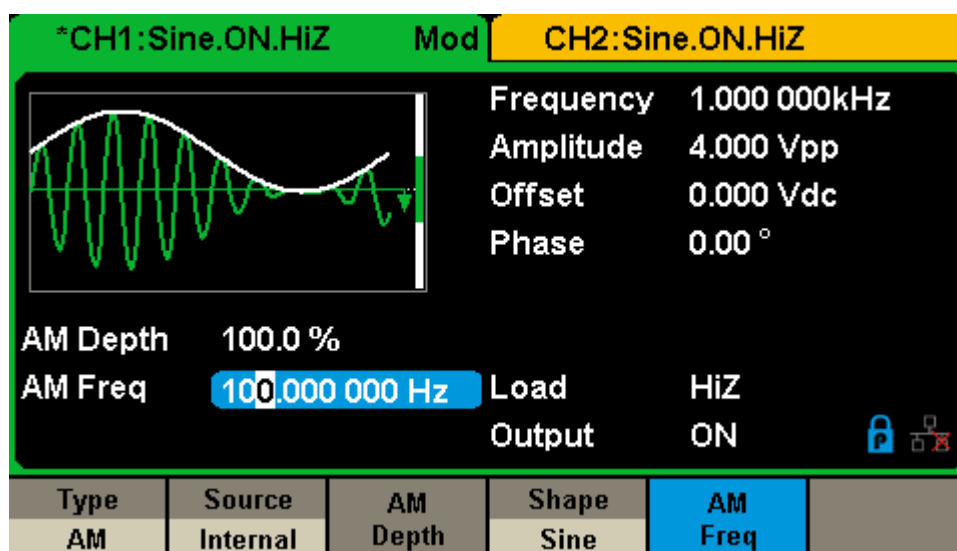 *CH1:Sine.ON.HiZ Mod CH2:Sine.ON.HiZ
Frequency 1.000 000kHz
Amplitude 4.000 Vpp
Offset 0.000 Vdc
Phase 0.00 °
AM Depth 100.0 %
AM Freq 100.000 000 Hz Load HiZ
Output ON P
Type Source AM Shape AM
AM Internal Depth Sine Freq